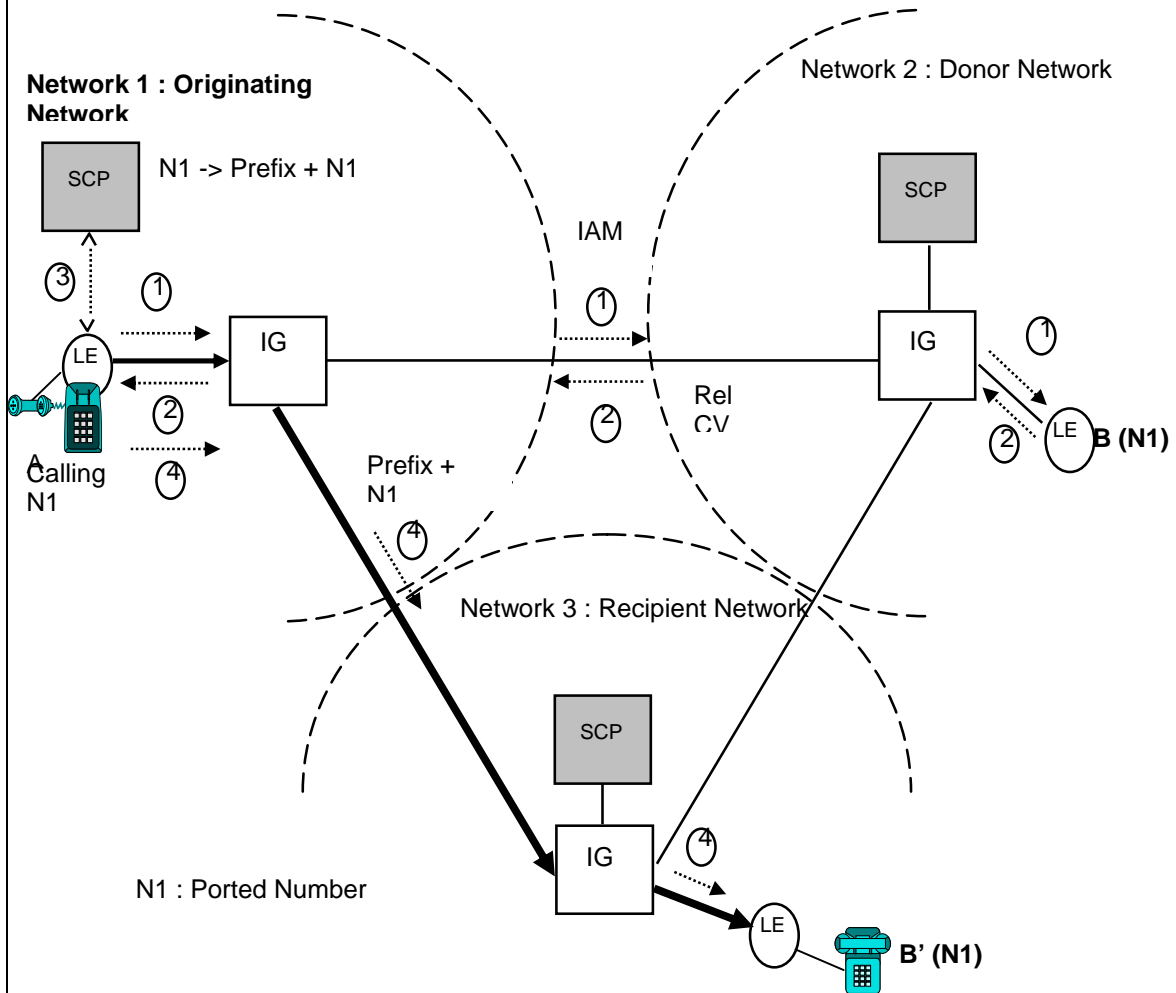 Network 1 : Originating
Network
Network 2 : Donor Network
SCP
N1 -> Prefix + N1
SCP
IAM
3
1
1
1
LE
IG
IG
2
2
Rel
CV
2
LE
B (N1)
A
Calling
N1
4
Prefix +
N1
4
Network 3 : Recipient Network
SCP
IG
4
N1 : Ported Number
LE
B’ (N1)